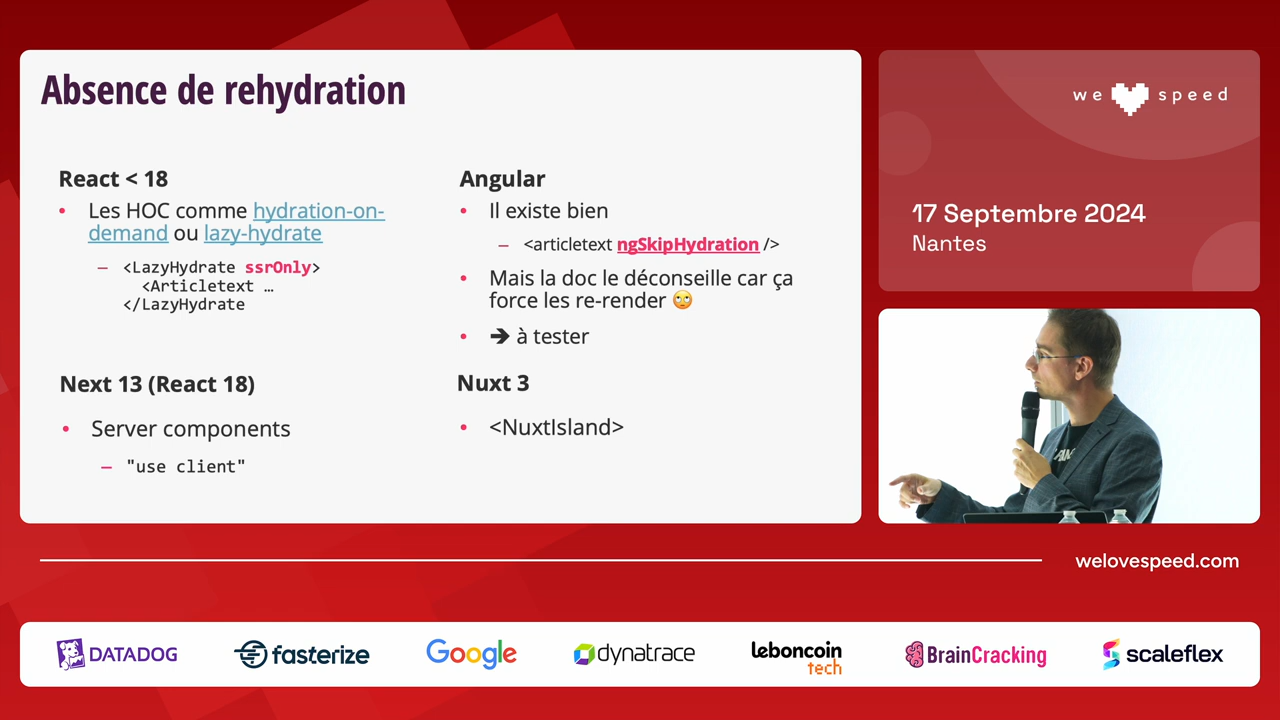 Absence de rehydration
React < 18
• Les HOC comme hydration-on-
demand ou lazy-hydrate
– <LazyHydrate ssrOnly>
<Articletext …
</LazyHydrate
Angular
• Il existe bien
– <articletext ngSkipHydration />
• Mais la doc le déconseille car ça
force les re-render 🙄
• ➔ à tester
Next 13 (React 18)
• Server components
– "use client"
Nuxt 3
• <NuxtIsland>
we speed
17 Septembre 2024
Nantes
welovespeed.com
DATADOG
fasterize
Google
dynatrace
leboncoin
tech
BrainCracking
scaleflex